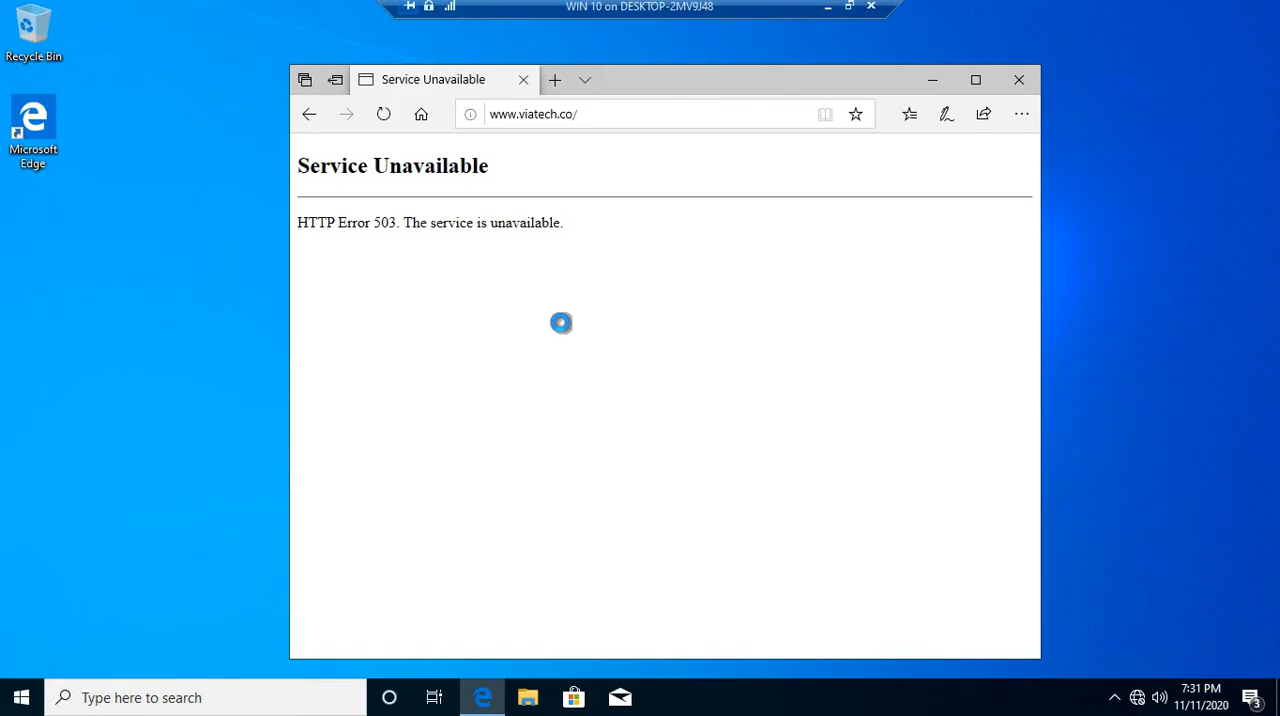 WIN 10 on DESKTOP-2MV9J48
Recycle Bin
Microsoft
Edge
Service Unavailable
www.viatech.co/
Service Unavailable
HTTP Error 503. The service is unavailable.
Type here to search
7:31 PM
11/11/2020
3